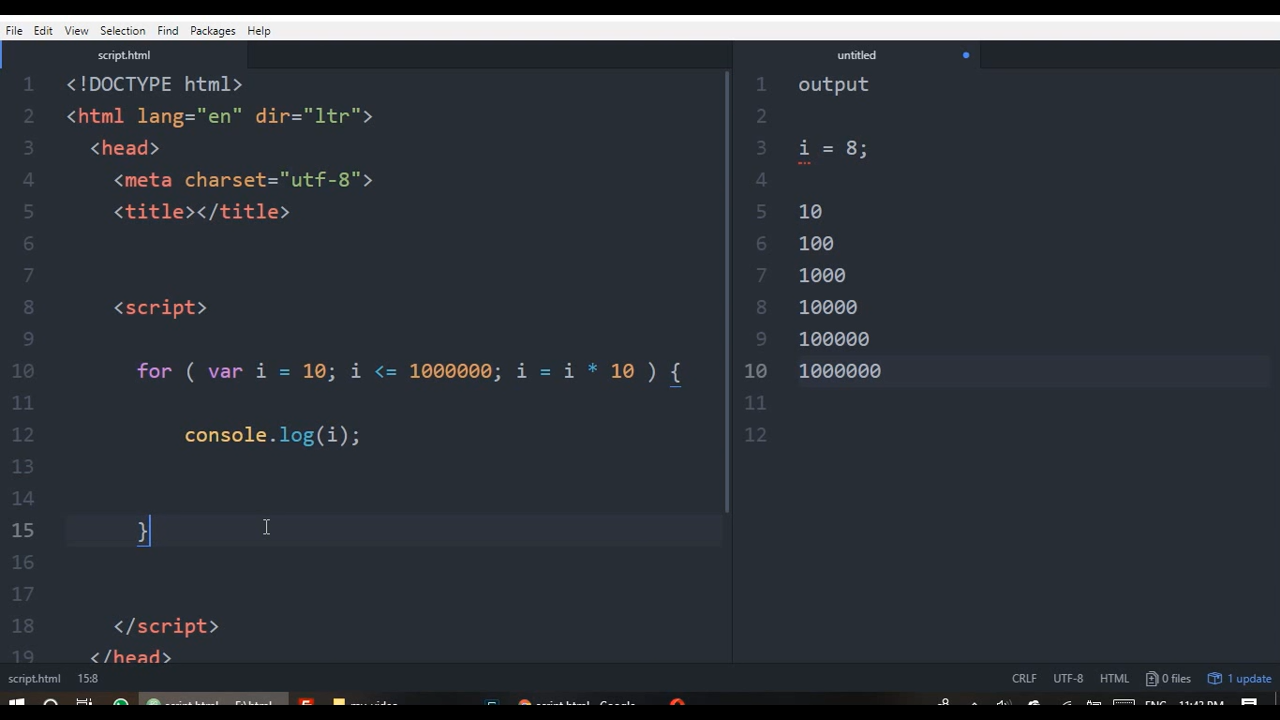 File Edit View Selection Find Packages Help
script.html
1 <!DOCTYPE html>
2 <html lang="en" dir="ltr">
3 <head>
4 <meta charset="utf-8">
5 <title></title>
6
7
8 <script>
9
10 for ( var i = 10; i <= 1000000; i = i * 10 ) {
11
12 console.log(i);
13
14
15 }
16
17
18 </script>
19 </head>
untitled
1 output
2
3 i = 8;
4
5 10
6 100
7 1000
8 10000
9 100000
10 1000000
11
12
script.html 15:8 CRLF UTF-8 HTML 0 files 1 update